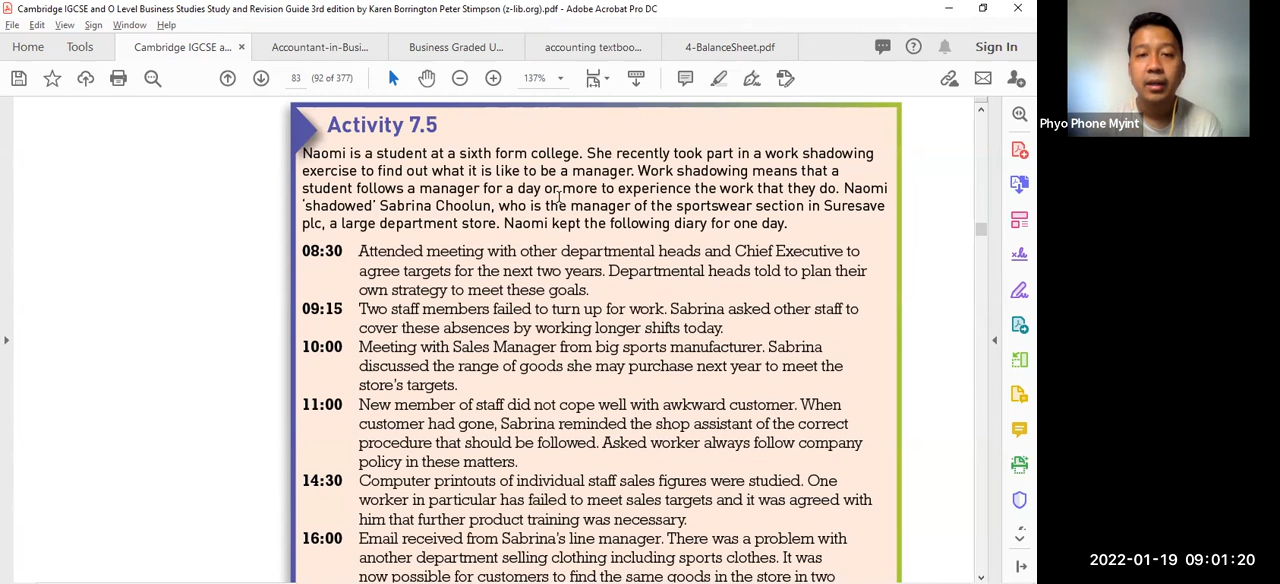 Cambridge IGCSE and O Level Business Studies Study and Revision Guide 3rd edition by Karen Borrington Peter Stimpson (z-lib.org).pdf - Adobe Acrobat Pro DC
File Edit View Sign Window Help
Home Tools Cambridge IGCSE a... × Accountant-in-Busi... Business Graded U... accounting textboo... 4-BalanceSheet.pdf Sign In
83 (92 of 377) 137%
Activity 7.5
Naomi is a student at a sixth form college. She recently took part in a work shadowing
exercise to find out what it is like to be a manager. Work shadowing means that a
student follows a manager for a day or more to experience the work that they do. Naomi
'shadowed' Sabrina Choolun, who is the manager of the sportswear section in Suresave
plc, a large department store. Naomi kept the following diary for one day.
08:30 Attended meeting with other departmental heads and Chief Executive to
agree targets for the next two years. Departmental heads told to plan their
own strategy to meet these goals.
09:15 Two staff members failed to turn up for work. Sabrina asked other staff to
cover these absences by working longer shifts today.
10:00 Meeting with Sales Manager from big sports manufacturer. Sabrina
discussed the range of goods she may purchase next year to meet the
store's targets.
11:00 New member of staff did not cope well with awkward customer. When
customer had gone, Sabrina reminded the shop assistant of the correct
procedure that should be followed. Asked worker always follow company
policy in these matters.
14:30 Computer printouts of individual staff sales figures were studied. One
worker in particular has failed to meet sales targets and it was agreed with
him that further product training was necessary.
16:00 Email received from Sabrina's line manager. There was a problem with
another department selling clothing including sports clothes. It was
now possible for customers to find the same goods in the store in two
Phyo Phone Myint
2022-01-19 09:01:20